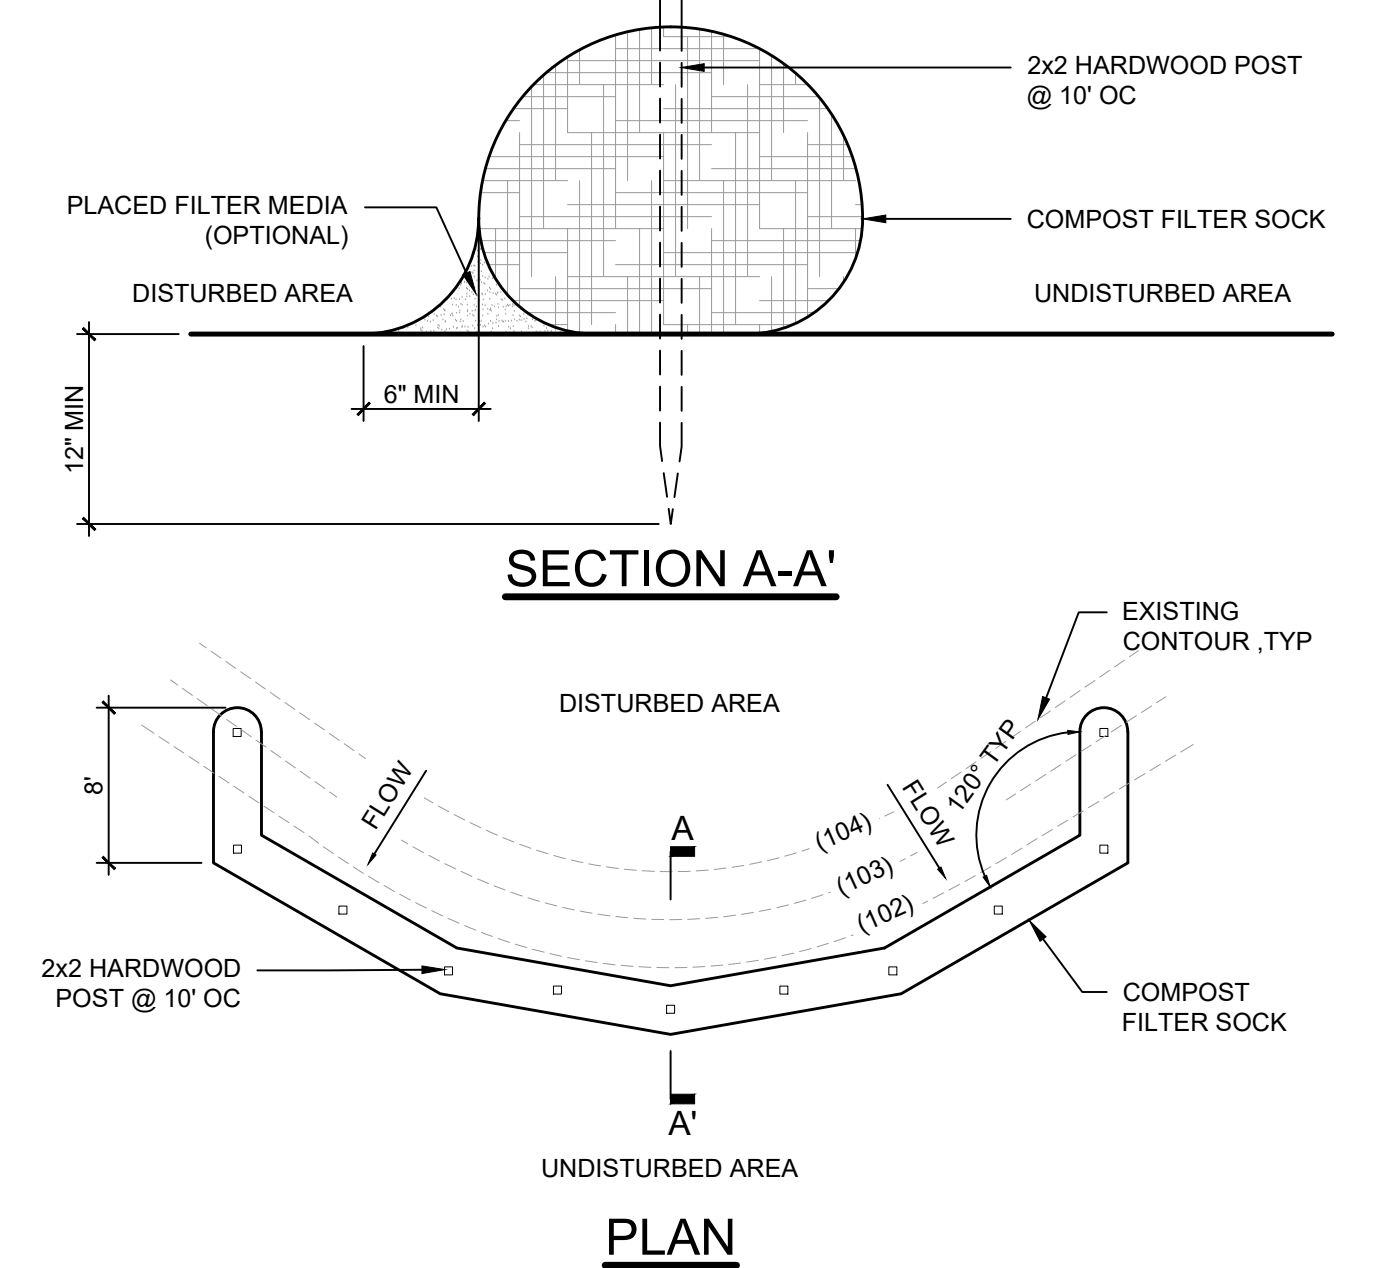 2x2 HARDWOOD POST
@ 10' OC
PLACED FILTER MEDIA
(OPTIONAL)
COMPOST FILTER SOCK
DISTURBED AREA
UNDISTURBED AREA
6" MIN
12" MIN
SECTION A-A'
EXISTING
CONTOUR ,TYP
DISTURBED AREA
8'
FLOW
FLOW
120° TYP
A
(104)
(103)
(102)
2x2 HARDWOOD
POST @ 10' OC
COMPOST
FILTER SOCK
A'
UNDISTURBED AREA
PLAN